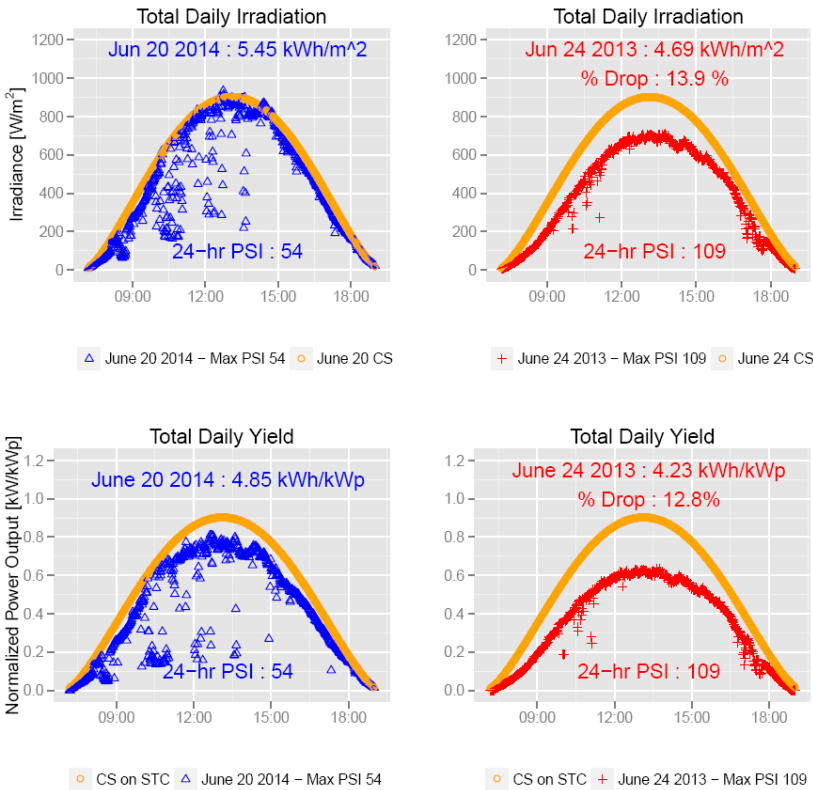 Total Daily Irradiation
Jun 20 2014 : 5.45 kWh/m^2
Irradiance [W/m²]
1200
1000
800
600
400
200
0
24-hr PSI : 54
09:00 12:00 15:00 18:00
June 20 2014 - Max PSI 54 June 20 CS
Total Daily Irradiation
Jun 24 2013 : 4.69 kWh/m^2
% Drop : 13.9 %
1200
1000
800
600
400
200
0
24-hr PSI : 109
09:00 12:00 15:00 18:00
June 24 2013 - Max PSI 109 June 24 CS
Total Daily Yield
June 20 2014 : 4.85 kWh/kWp
Normalized Power Output [kW/kWp]
1.2
1.0
0.8
0.6
0.4
0.2
0.0
24-hr PSI : 54
09:00 12:00 15:00 18:00
CS on STC June 20 2014 - Max PSI 54
Total Daily Yield
June 24 2013 : 4.23 kWh/kWp
% Drop : 12.8%
1.2
1.0
0.8
0.6
0.4
0.2
0.0
24-hr PSI : 109
09:00 12:00 15:00 18:00
CS on STC June 24 2013 - Max PSI 109